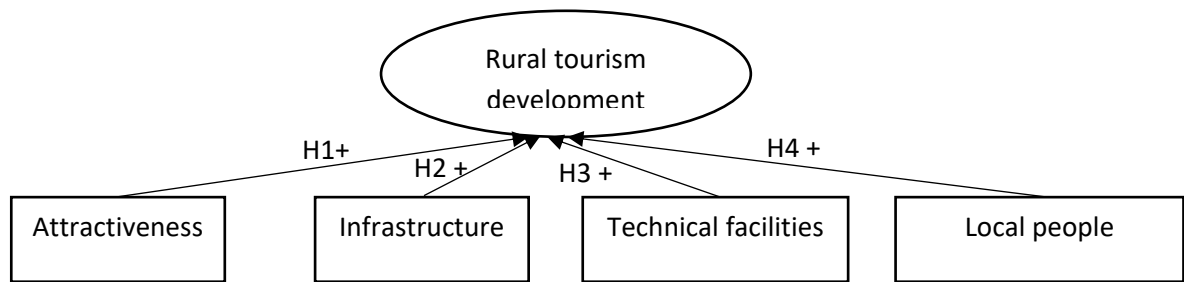 Rural tourism
development
H1+
H2 +
H3 +
H4 +
Attractiveness
Infrastructure
Technical facilities
Local people